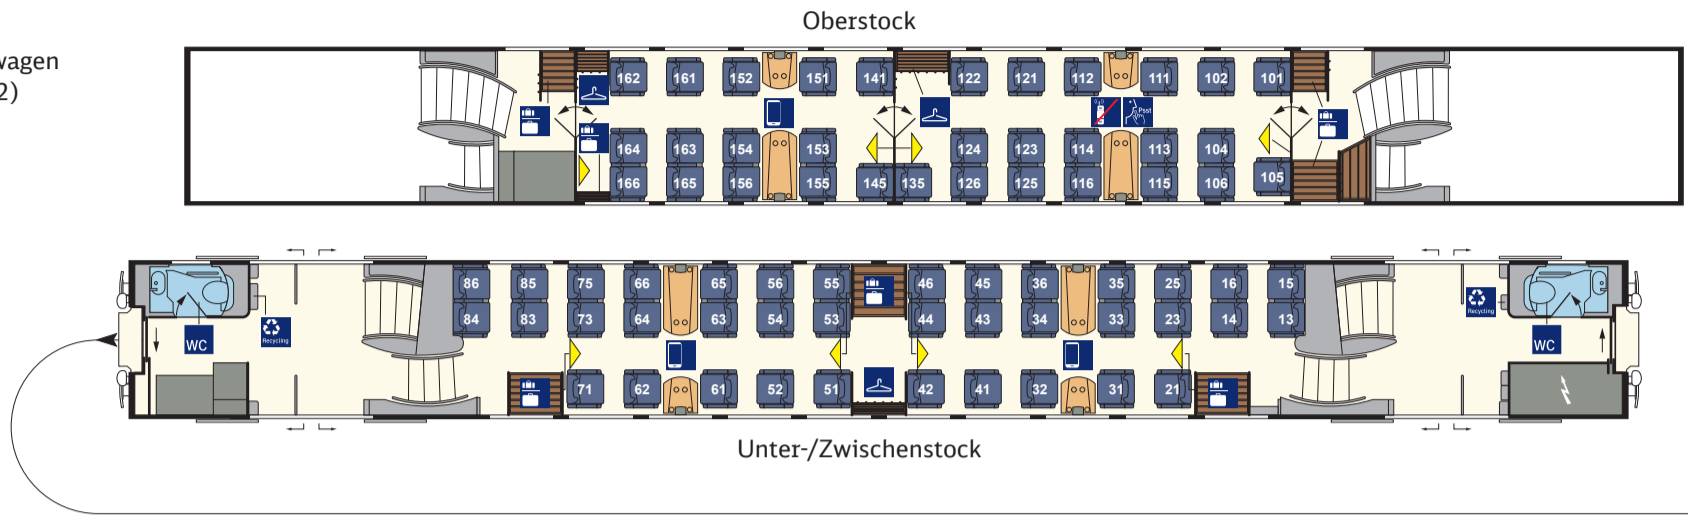 Oberstock
wagen
2)
162 161 152 151 141 122 121 112 111 102 101
Psst
164 163 154 153 124 123 114 113 104
166 165 156 155 145 135 126 125 116 115 106 105
86 85 75 66 65 56 55 46 45 36 35 25 16 15
84 83 73 64 63 54 53 44 43 34 33 23 14 13
WC Recycling Recycling WC
71 62 61 52 51 42 41 32 31 21
Unter-/Zwischenstock